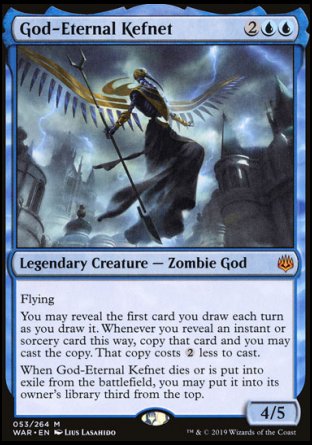 God-Eternal Kefnet 2
Legendary Creature — Zombie God
Flying
You may reveal the first card you draw each turn
as you draw it. Whenever you reveal an instant or
sorcery card this way, copy that card and you may
cast the copy. That copy costs 2 less to cast.
When God-Eternal Kefnet dies or is put into
exile from the battlefield, you may put it into its
owner's library third from the top.
4/5
053/264 M
WAR • EN Lius Lasahido
™ & © 2019 Wizards of the Coast